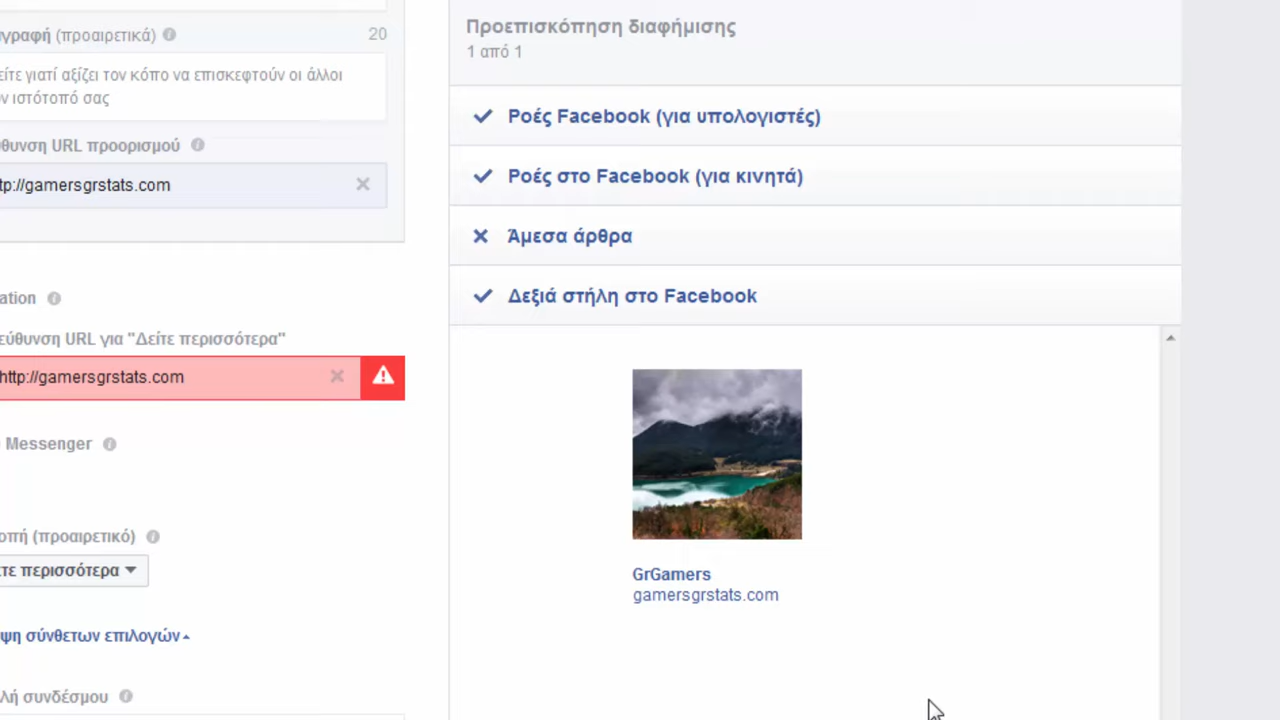 γραφή (προαιρετικά)
20
είτε γιατί αξίζει τον κόπο να επισκεφτούν οι άλλοι
ν ιστότοπό σας
θυνση URL προορισμού
tp://gamersgrstats.com
ation
εύθυνση URL για "Δείτε περισσότερα"
http://gamersgrstats.com
Messenger
οπή (προαιρετικό)
τε περισσότερα
ψη σύνθετων επιλογών
λή συνδέσμου
Προεπισκόπηση διαφήμισης
1 από 1
Ροές Facebook (για υπολογιστές)
Ροές στο Facebook (για κινητά)
Άμεσα άρθρα
Δεξιά στήλη στο Facebook
GrGamers
gamersgrstats.com